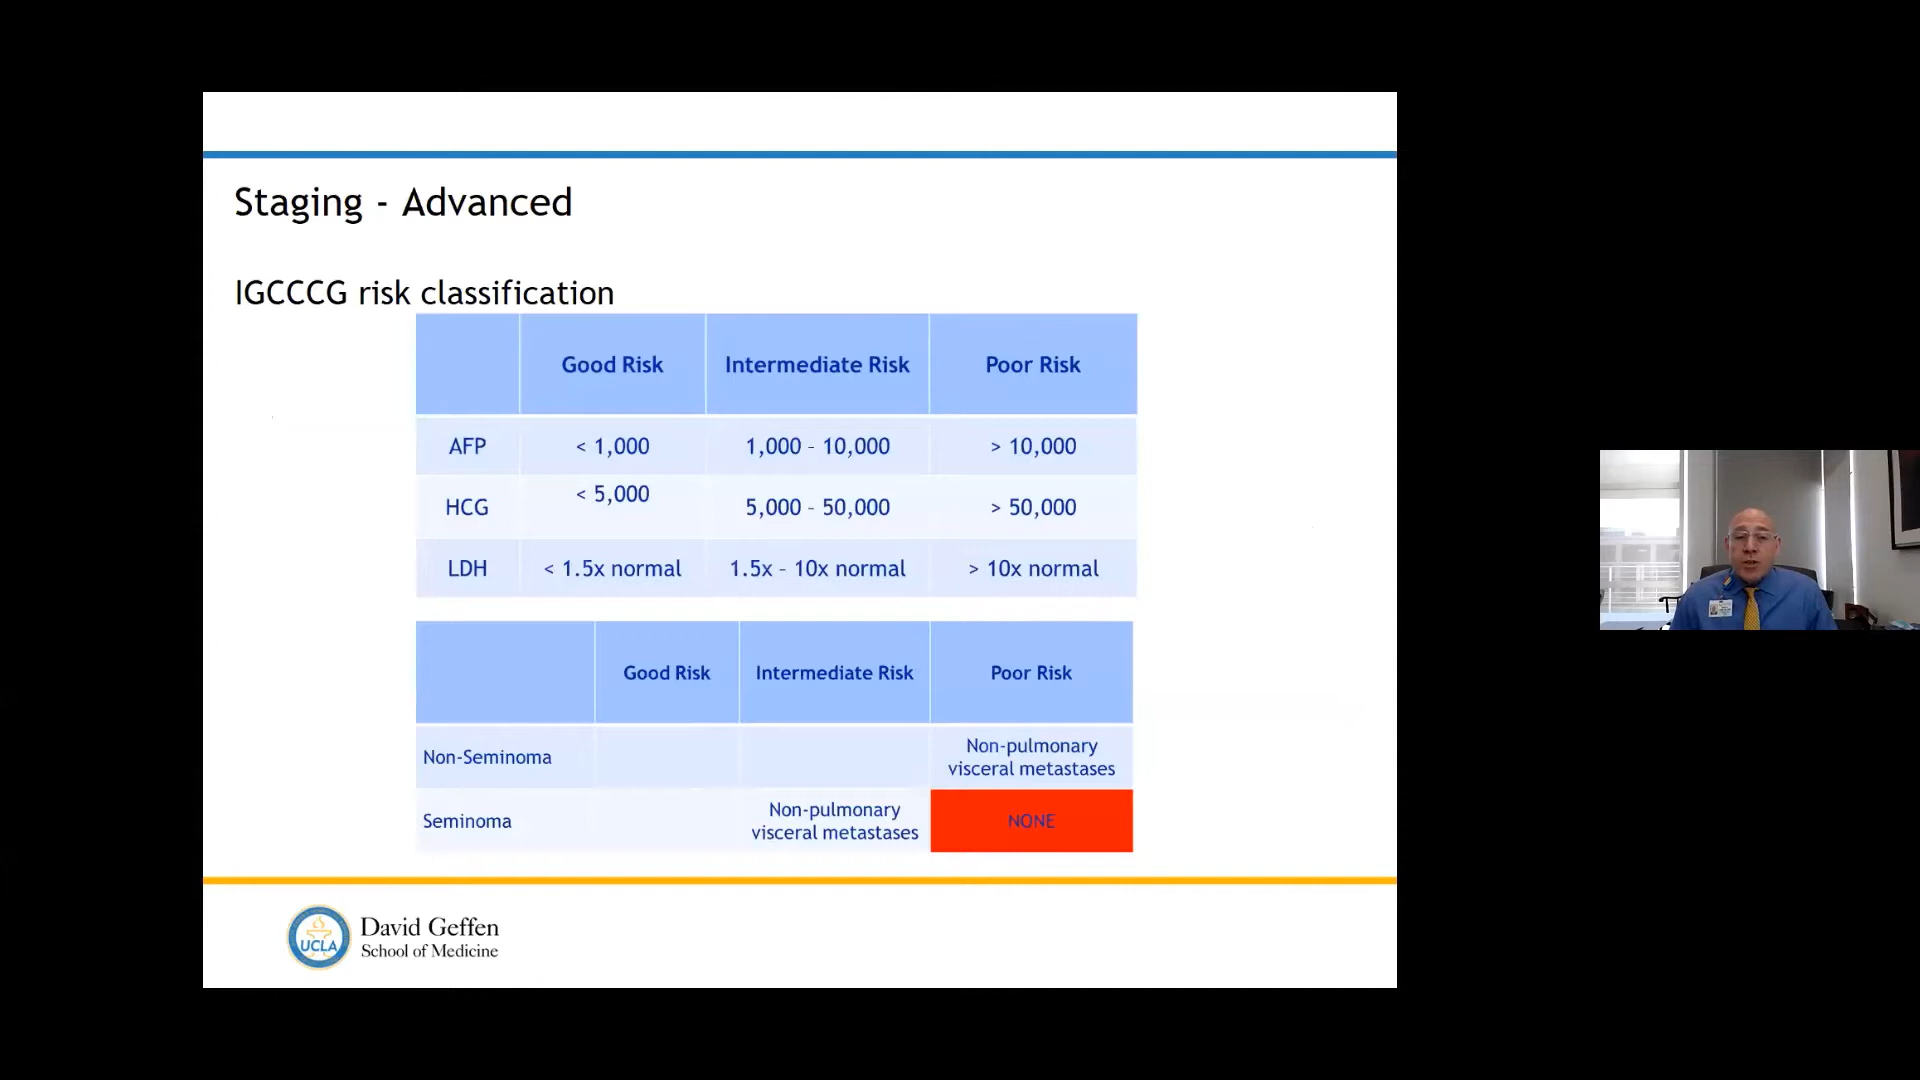 Staging - Advanced
IGCCCG risk classification
Good Risk Intermediate Risk Poor Risk
AFP < 1,000 1,000 - 10,000 > 10,000
HCG < 5,000 5,000 - 50,000 > 50,000
LDH < 1.5x normal 1.5x - 10x normal > 10x normal
Good Risk Intermediate Risk Poor Risk
Non-Seminoma Non-pulmonary
visceral metastases
Seminoma Non-pulmonary
visceral metastases NONE
UCLA
David Geffen
School of Medicine